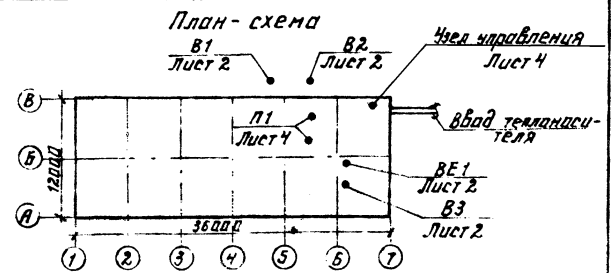 План-схема
В1
Лист 2
В2
Лист 2
Узел управления
Лист 4
В
П1
Лист 4
Ввод теплоноси-
теля
Б
12000
ВЕ1
Лист 2
В3
Лист 2
А
36000
1 2 3 4 5 6 7